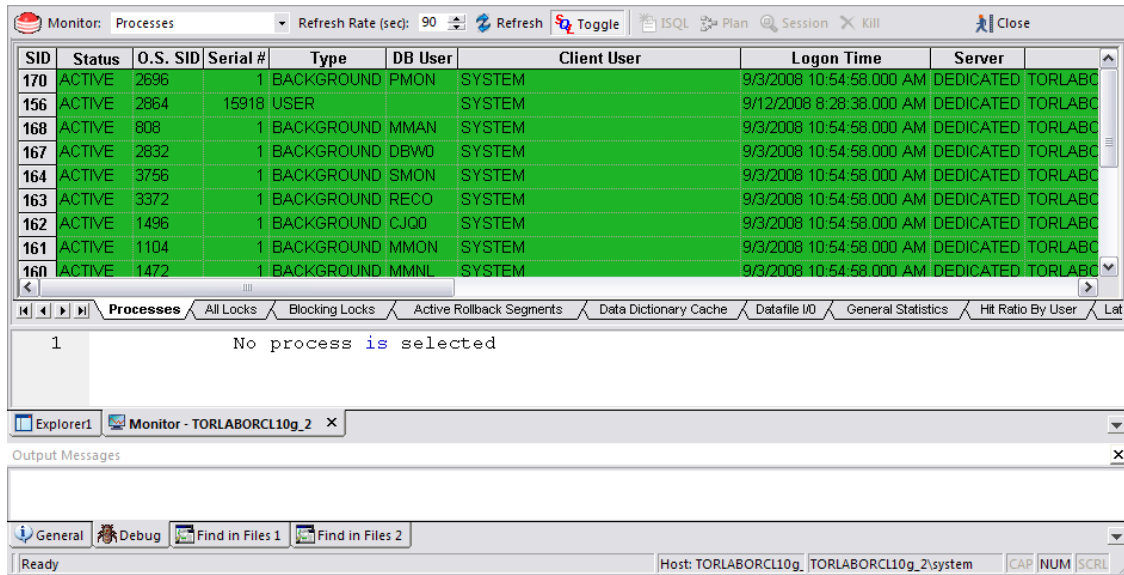 Monitor: Processes Refresh Rate (sec): 90 Refresh Toggle ISQL Plan Session Kill Close
SID Status O.S. SID Serial # Type DB User Client User Logon Time Server
170 ACTIVE 2696 1 BACKGROUND PMON SYSTEM 9/3/2008 10:54:58.000 AM DEDICATED TORLABC
156 ACTIVE 2864 15918 USER SYSTEM 9/12/2008 8:28:38.000 AM DEDICATED TORLABC
168 ACTIVE 808 1 BACKGROUND MMAN SYSTEM 9/3/2008 10:54:58.000 AM DEDICATED TORLABC
167 ACTIVE 2832 1 BACKGROUND DBW0 SYSTEM 9/3/2008 10:54:58.000 AM DEDICATED TORLABC
164 ACTIVE 3756 1 BACKGROUND SMON SYSTEM 9/3/2008 10:54:58.000 AM DEDICATED TORLABC
163 ACTIVE 3372 1 BACKGROUND RECO SYSTEM 9/3/2008 10:54:58.000 AM DEDICATED TORLABC
162 ACTIVE 1496 1 BACKGROUND CJQ0 SYSTEM 9/3/2008 10:54:58.000 AM DEDICATED TORLABC
161 ACTIVE 1104 1 BACKGROUND MMON SYSTEM 9/3/2008 10:54:58.000 AM DEDICATED TORLABC
160 ACTIVE 1472 1 BACKGROUND MMNL SYSTEM 9/3/2008 10:54:58.000 AM DEDICATED TORLABC
Processes All Locks Blocking Locks Active Rollback Segments Data Dictionary Cache Datafile I/0 General Statistics Hit Ratio By User Lat
1 No process is selected
Explorer1 Monitor - TORLABORCL10g_2 X
Output Messages x
General Debug Find in Files 1 Find in Files 2
Ready Host: TORLABORCL10g_ TORLABORCL10g_2\system CAP NUM SCRL